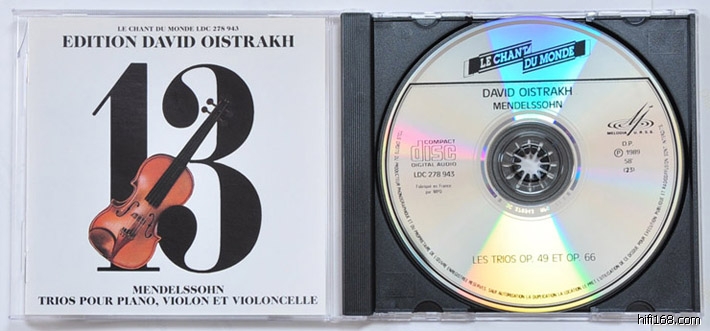 LE CHANT DU MONDE LDC 278 943
EDITION DAVID OISTRAKH
13
MENDELSSOHN
TRIOS POUR PIANO, VIOLON ET VIOLONCELLE
LE CHANT
DU MONDE
DAVID OISTRAKH
MENDELSSOHN
COMPACT
disc
DIGITAL AUDIO
LDC 278 943
Fabriqué en France
par MPO
MELODIA U.R.S.S.
D.P.
Ⓟ 1989
58'
LES TRIOS OP. 49 ET OP. 66
hifi168.com